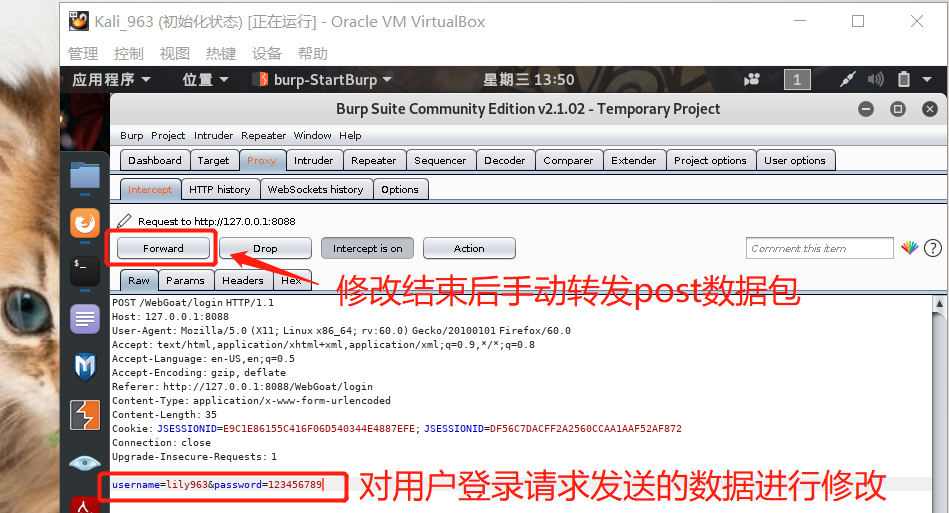 Kali_963 (初始化状态) [正在运行] - Oracle VM VirtualBox
管理 控制 视图 热键 设备 帮助
应用程序 位置 burp-StartBurp 星期三 13:50 1
Burp Suite Community Edition v2.1.02 - Temporary Project
Burp Project Intruder Repeater Window Help
Dashboard Target Proxy Intruder Repeater Sequencer Decoder Comparer Extender Project options User options
Intercept HTTP history WebSockets history Options
Request to http://127.0.0.1:8088
Forward Drop Intercept is on Action Comment this item ?
Raw Params Headers Hex
修改结束后手动转发post数据包
POST /WebGoat/login HTTP/1.1
Host: 127.0.0.1:8088
User-Agent: Mozilla/5.0 (X11; Linux x86_64; rv:60.0) Gecko/20100101 Firefox/60.0
Accept: text/html,application/xhtml+xml,application/xml;q=0.9,*/*;q=0.8
Accept-Language: en-US,en;q=0.5
Accept-Encoding: gzip, deflate
Referer: http://127.0.0.1:8088/WebGoat/login
Content-Type: application/x-www-form-urlencoded
Content-Length: 35
Cookie: JSESSIONID=E9C1E86155C416F06D540344E4887EFE; JSESSIONID=DF56C7DACFF2A2560CCAA1AAF52AF872
Connection: close
Upgrade-Insecure-Requests: 1
username=lily963&password=123456789
对用户登录请求发送的数据进行修改